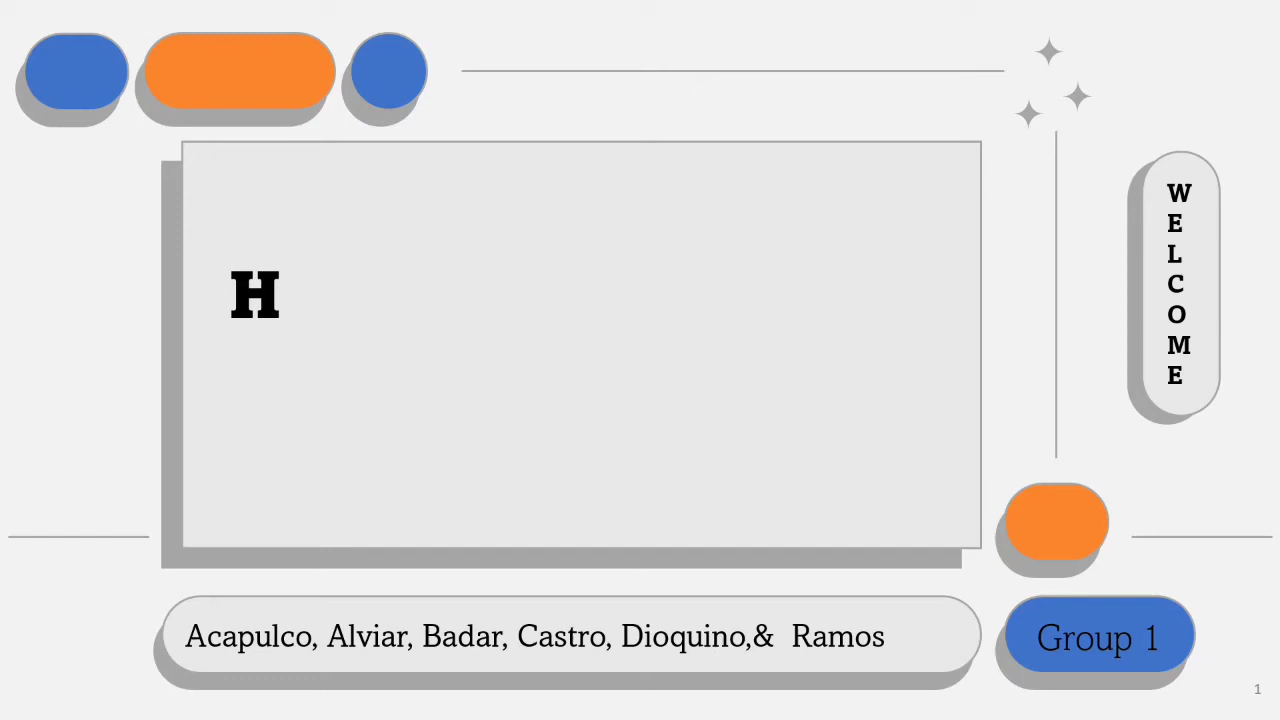 W
E
L
C
O
M
E
H
Acapulco, Alviar, Badar, Castro, Dioquino,&  Ramos
Group 1
1